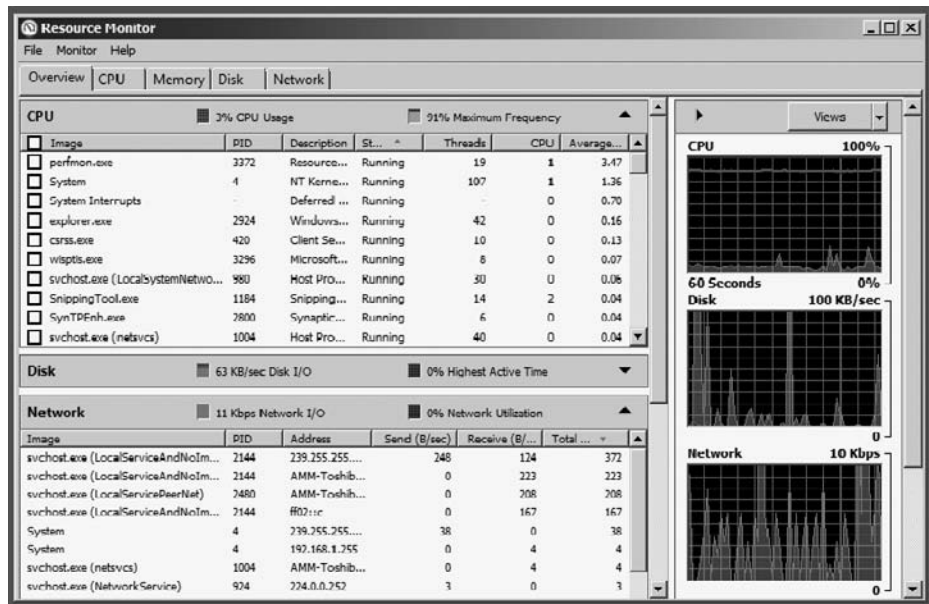 Resource Monitor
File Monitor Help
Overview CPU Memory Disk Network
CPU 3% CPU Usage 91% Maximum Frequency
Image PID Description St... Threads CPU Average...
perfmon.exe 3372 Resource... Running 19 1 3.47
System 4 NT Kerne... Running 107 1 1.36
System Interrupts - Deferred ... Running - 0 0.70
explorer.exe 2924 Windows... Running 42 0 0.16
csrss.exe 420 Client Se... Running 10 0 0.13
wisptis.exe 3296 Microsoft... Running 8 0 0.07
svchost.exe (LocalSystemNetwo... 980 Host Pro... Running 30 0 0.06
SnippingTool.exe 1184 Snipping... Running 14 2 0.04
SynTPEnh.exe 2800 Synaptic... Running 6 0 0.04
svchost.exe (netsvcs) 1004 Host Pro... Running 40 0 0.04
Disk 63 KB/sec Disk I/O 0% Highest Active Time
Network 11 Kbps Network I/O 0% Network Utilization
Image PID Address Send (B/sec) Receive (B/... Total ...
svchost.exe (LocalServiceAndNoIm... 2144 239.255.255.... 248 124 372
svchost.exe (LocalServiceAndNoIm... 2144 AMM-Toshib... 0 223 223
svchost.exe (LocalServicePeerNet) 2480 AMM-Toshib... 0 208 208
svchost.exe (LocalServiceAndNoIm... 2144 ff02::c 0 167 167
System 4 239.255.255.... 38 0 38
System 4 192.168.1.255 0 4 4
svchost.exe (netsvcs) 1004 AMM-Toshib... 0 4 4
svchost.exe (NetworkService) 924 224.0.0.252 3 0 3
Views
CPU 100%
60 Seconds 0%
Disk 100 KB/sec
0
Network 10 Kbps
0